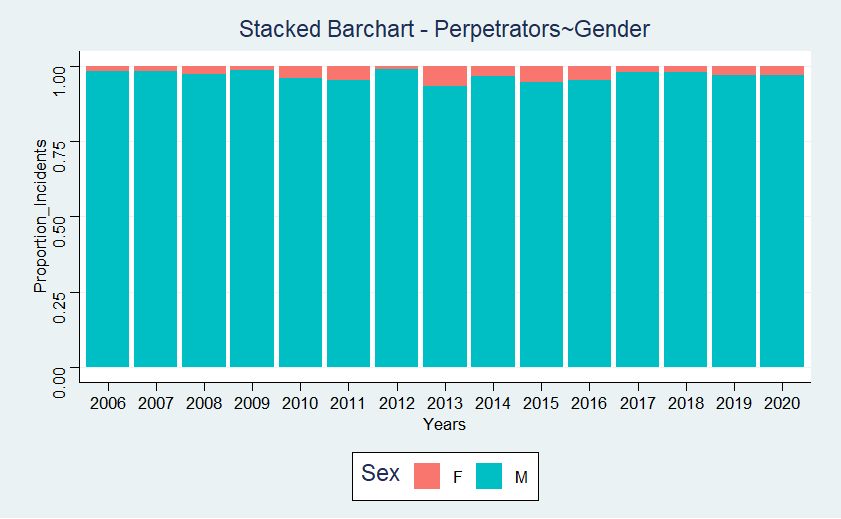 Stacked Barchart - Perpetrators~Gender
Proportion_Incidents
1.00
0.75
0.50
0.25
0.00
2006 2007 2008 2009 2010 2011 2012 2013 2014 2015 2016 2017 2018 2019 2020
Years
Sex F M